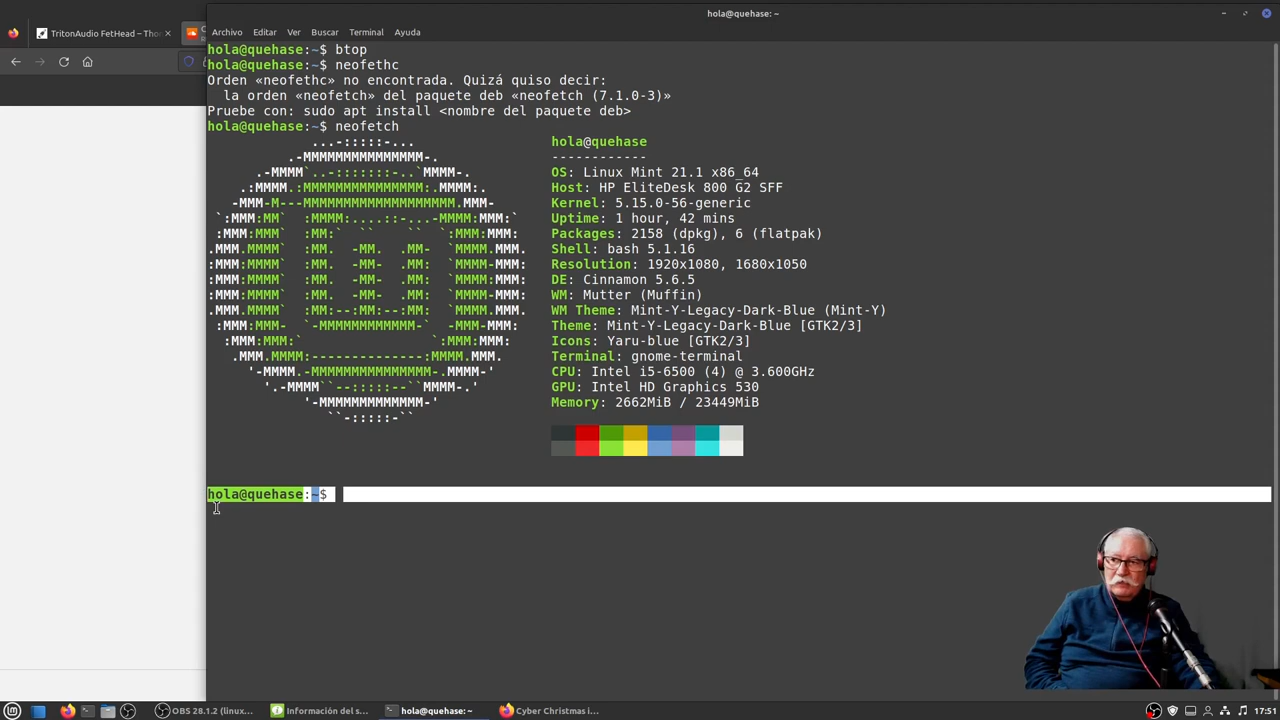 hola@quehase: ~
TritonAudio FetHead – Tho
Archivo Editar Ver Buscar Terminal Ayuda
hola@quehase:~$ btop
hola@quehase:~$ neofethc
Orden «neofethc» no encontrada. Quizá quiso decir:
  la orden «neofetch» del paquete deb «neofetch (7.1.0-3)»
Pruebe con: sudo apt install <nombre del paquete deb>
hola@quehase:~$ neofetch
hola@quehase
------------
OS: Linux Mint 21.1 x86_64
Host: HP EliteDesk 800 G2 SFF
Kernel: 5.15.0-56-generic
Uptime: 1 hour, 42 mins
Packages: 2158 (dpkg), 6 (flatpak)
Shell: bash 5.1.16
Resolution: 1920x1080, 1680x1050
DE: Cinnamon 5.6.5
WM: Mutter (Muffin)
WM Theme: Mint-Y-Legacy-Dark-Blue (Mint-Y)
Theme: Mint-Y-Legacy-Dark-Blue [GTK2/3]
Icons: Yaru-blue [GTK2/3]
Terminal: gnome-terminal
CPU: Intel i5-6500 (4) @ 3.600GHz
GPU: Intel HD Graphics 530
Memory: 2662MiB / 23449MiB
hola@quehase:~$
OBS 28.1.2 (linux... Información del s... hola@quehase: ~ Cyber Christmas i... 17:51